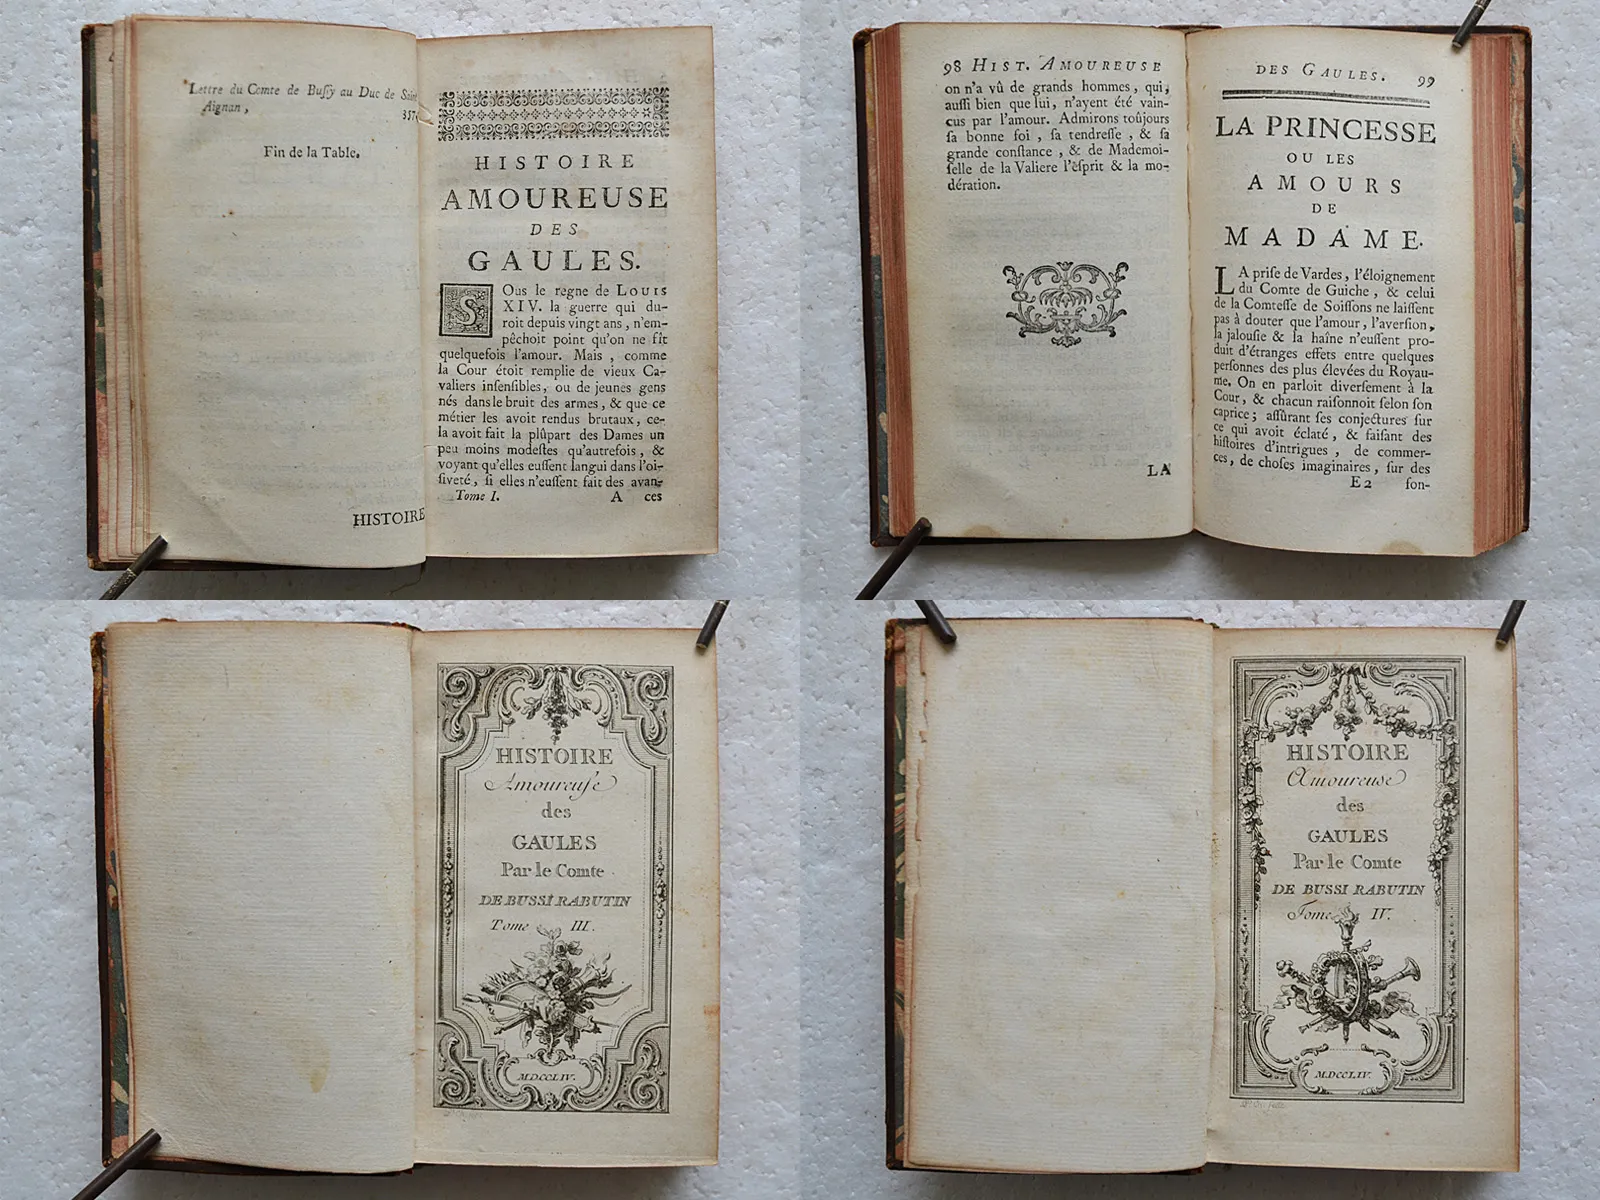 Lettre du Comte de Bussy au Duc de Saint
Aignan, 357
Fin de la Table.
HISTOIRE
HISTOIRE
AMOUREUSE
DES
GAULES.
SOus le regne de LOUIS
XIV. la guerre qui du-
roit depuis vingt ans, n'em-
pêchoit point qu'on ne fît
quelquefois l'amour. Mais, comme
la Cour étoit remplie de vieux Ca-
valiers insensibles, ou de jeunes gens
nés dans le bruit des armes, & que ce
métier les avoit rendus brutaux, ce-
la avoit fait la plûpart des Dames un
peu moins modestes qu'autrefois, &
voyant qu'elles eussent langui dans l'oi-
siveté, si elles n'eussent fait des avan-
Tome I. A ces
98 HIST. AMOUREUSE
on n'a vû de grands hommes, qui,
aussi bien que lui, n'ayent été vain-
cus par l'amour. Admirons toûjours
sa bonne foi, sa tendresse, & sa
grande constance, & de Mademoi-
selle de la Valiere l'èsprit & la mo-
dération.
LA
DES GAULES. 99
LA PRINCESSE
OU LES
AMOURS
DE
MADAME.
LA prise de Vardes, l'éloignement
du Comte de Guiche, & celui
de la Comtesse de Soissons ne laissent
pas à douter que l'amour, l'aversion,
la jalousie & la haîne n'eussent pro-
duit d'étranges effets entre quelques
personnes des plus élevées du Royau-
me. On en parloit diversement à la
Cour, & chacun raisonnoit selon son
caprice; assûrant ses conjectures sur
ce qui avoit éclaté, & faisant des
histoires d'intrigues, de commer-
ces, de choses imaginaires, sur des
E 2 fon-
HISTOIRE
Amoureuse
des
GAULES
Par le Comte
DE BUSSI RABUTIN
Tome III.
M.DCCLIV.
HISTOIRE
Amoureuse
des
GAULES
Par le Comte
DE BUSSI RABUTIN
Tome IV.
M.DCCLIV.